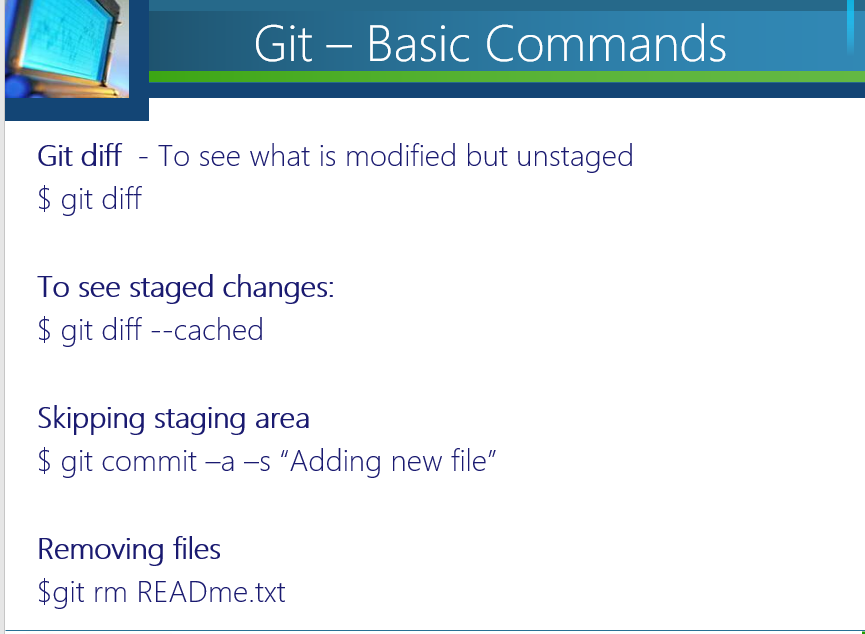 Git – Basic Commands
Git diff - To see what is modified but unstaged
$ git diff
To see staged changes:
$ git diff --cached
Skipping staging area
$ git commit –a –s “Adding new file”
Removing files
$git rm READme.txt